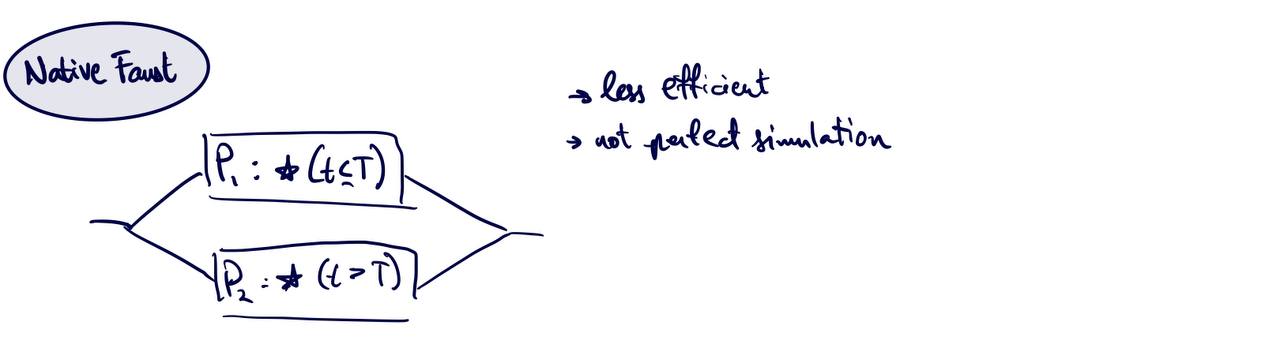 Native Faust
→ less efficient
→ not perfect simulation
P₁ : ★ (t≤T)
P₂ : ★ (t>T)